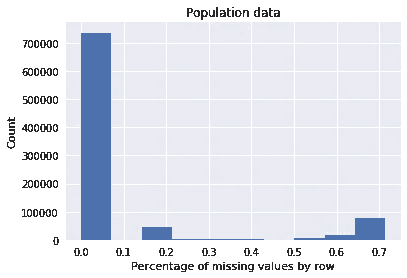 Population data
700000
600000
500000
400000
300000
200000
100000
0
Count
0.0 0.1 0.2 0.3 0.4 0.5 0.6 0.7
Percentage of missing values by row